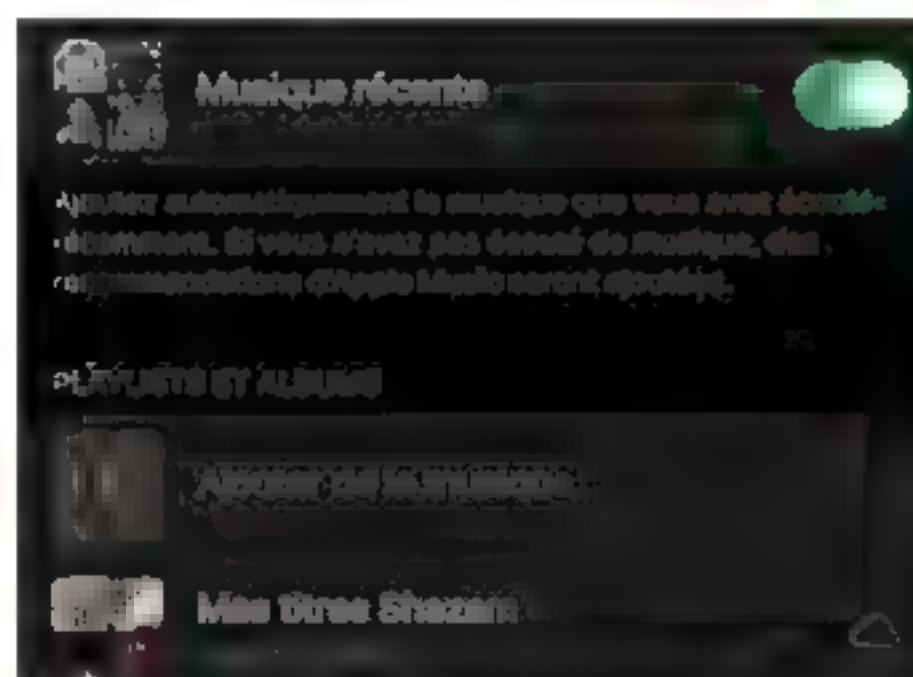 Musique récente
Ajouter automatiquement la musique que vous avez écoutée
récemment. Si vous n'avez pas écouté de musique, des
recommandations d'Apple Music seront ajoutées.
PLAYLISTS ET ALBUMS
Mes titres Shazam